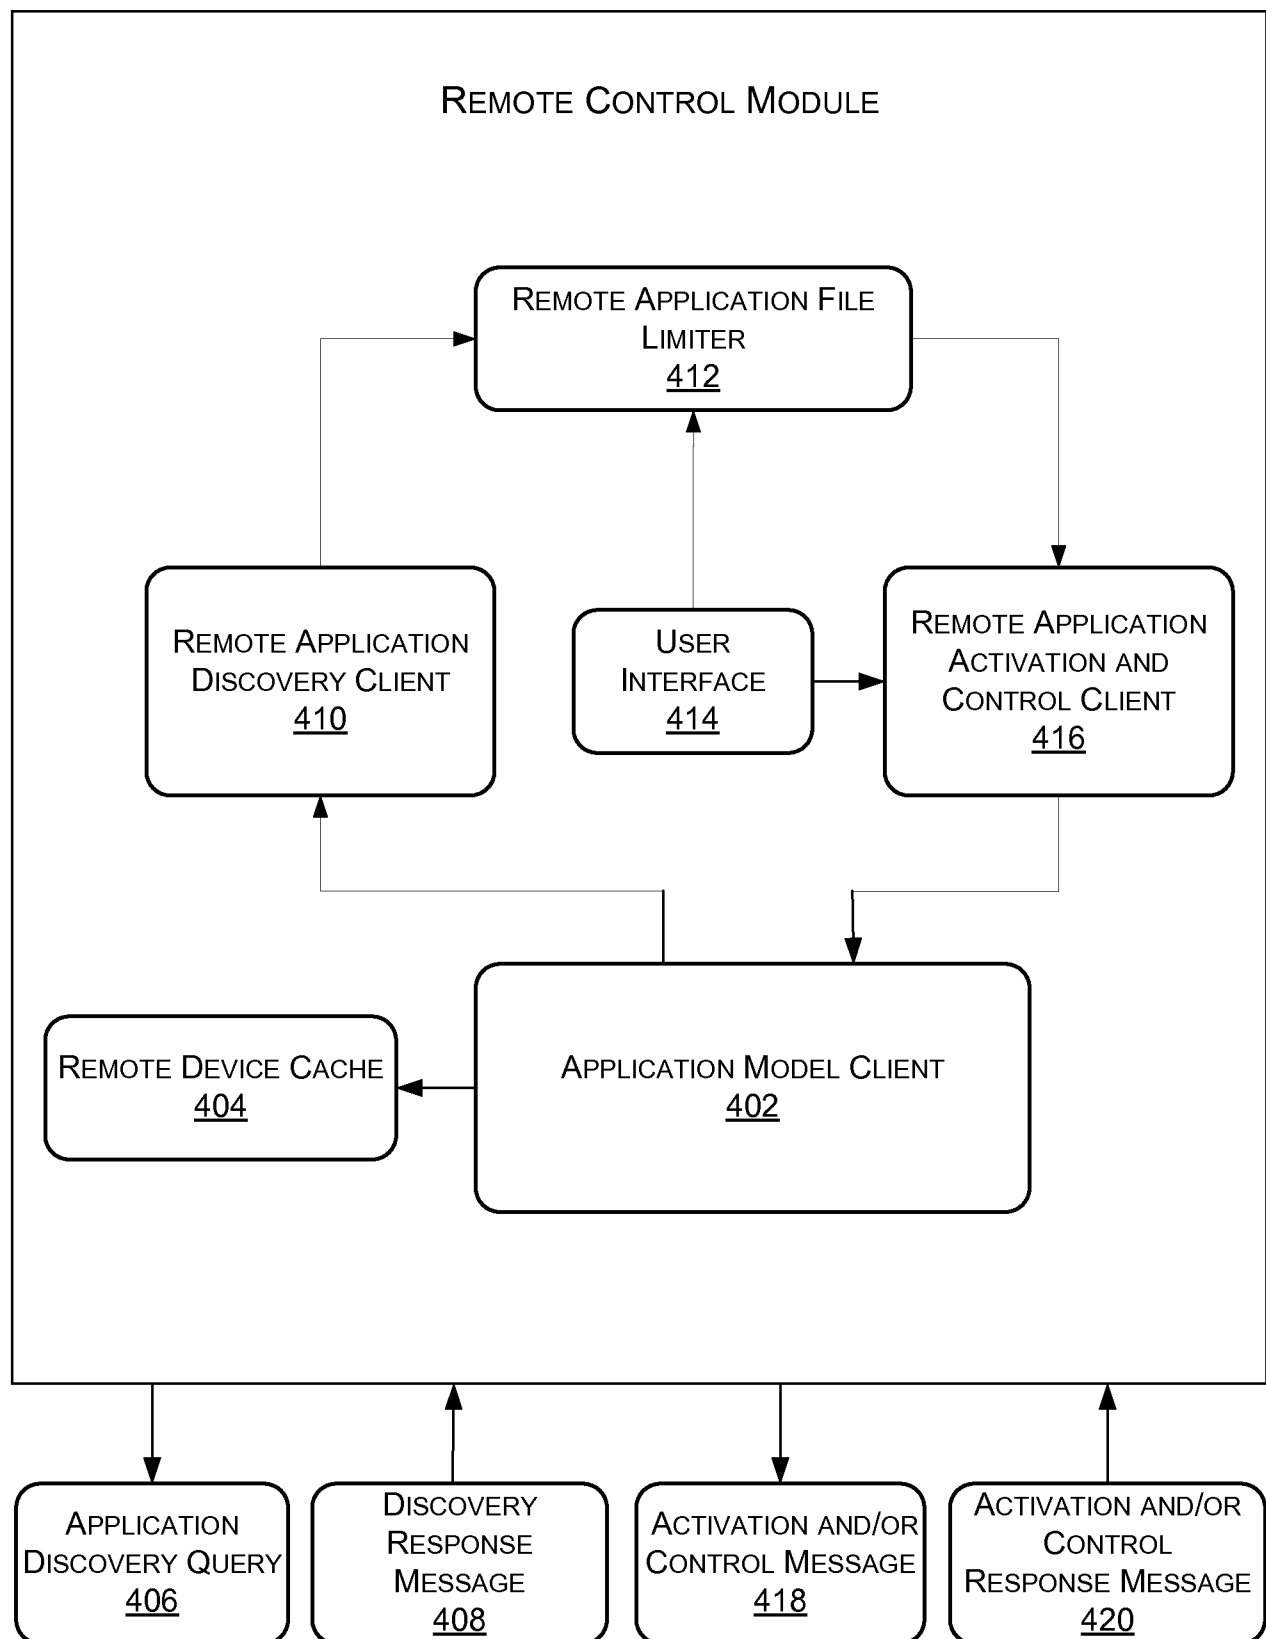 REMOTE CONTROL MODULE
REMOTE APPLICATION FILE
LIMITER
412
REMOTE APPLICATION
DISCOVERY CLIENT
410
USER
INTERFACE
414
REMOTE APPLICATION
ACTIVATION AND
CONTROL CLIENT
416
REMOTE DEVICE CACHE
404
APPLICATION MODEL CLIENT
402
APPLICATION
DISCOVERY QUERY
406
DISCOVERY
RESPONSE
MESSAGE
408
ACTIVATION AND/OR
CONTROL MESSAGE
418
ACTIVATION AND/OR
CONTROL
RESPONSE MESSAGE
420